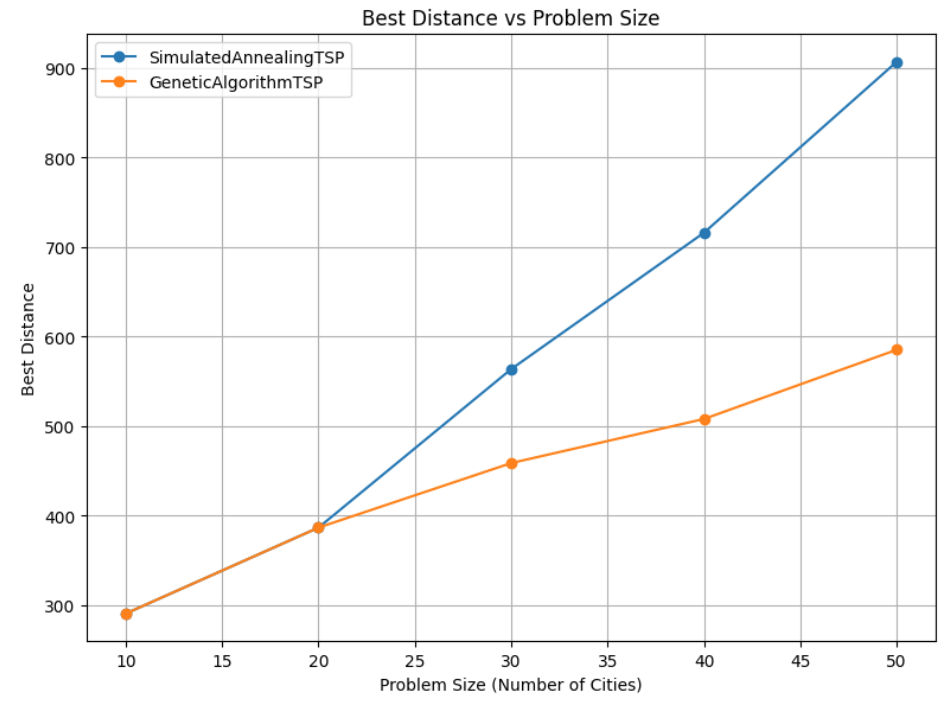 Best Distance vs Problem Size
SimulatedAnnealingTSP
GeneticAlgorithmTSP
Best Distance
900
800
700
600
500
400
300
10 15 20 25 30 35 40 45 50
Problem Size (Number of Cities)